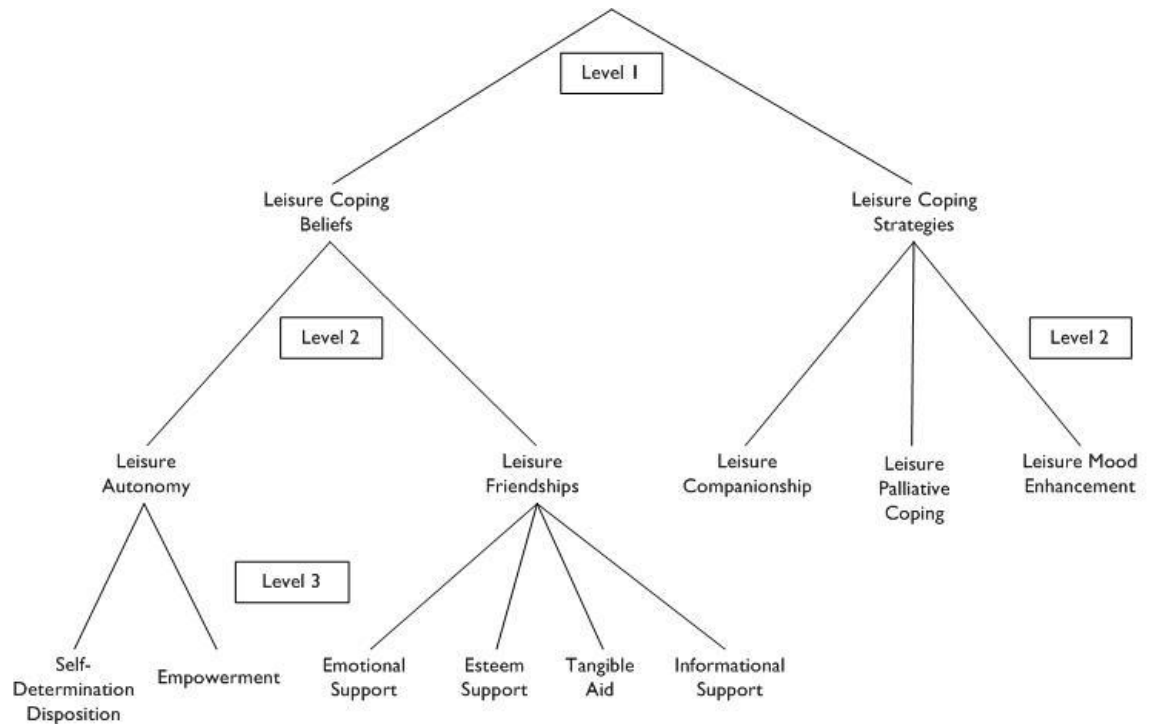 Level 1
Leisure Coping
Beliefs
Leisure Coping
Strategies
Level 2
Level 2
Leisure
Autonomy
Leisure
Friendships
Leisure
Companionship
Leisure
Palliative
Coping
Leisure Mood
Enhancement
Level 3
Self-
Determination
Disposition
Empowerment
Emotional
Support
Esteem
Support
Tangible
Aid
Informational
Support